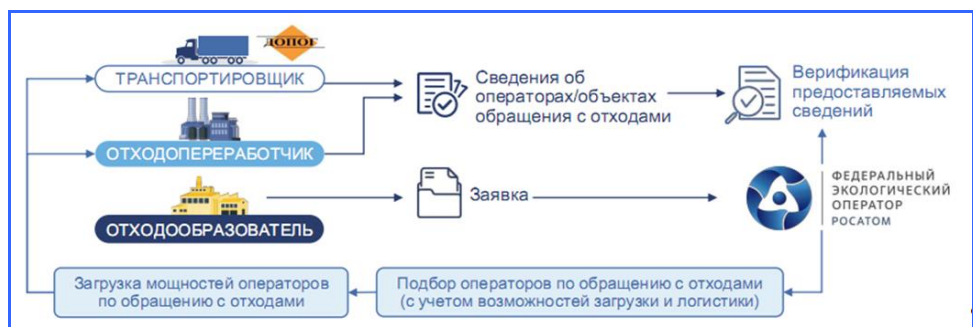 ДОПОГ
ТРАНСПОРТИРОВЩИК
Сведения об
операторах/объектах
обращения с отходами
Верификация
предоставляемых
сведений
ОТХОДОПЕРЕРАБОТЧИК
ОТХОДООБРАЗОВАТЕЛЬ
Заявка
ФЕДЕРАЛЬНЫЙ
ЭКОЛОГИЧЕСКИЙ
ОПЕРАТОР
РОСАТОМ
Загрузка мощностей операторов
по обращению с отходами
Подбор операторов по обращению с отходами
(с учетом возможностей загрузки и логистики)